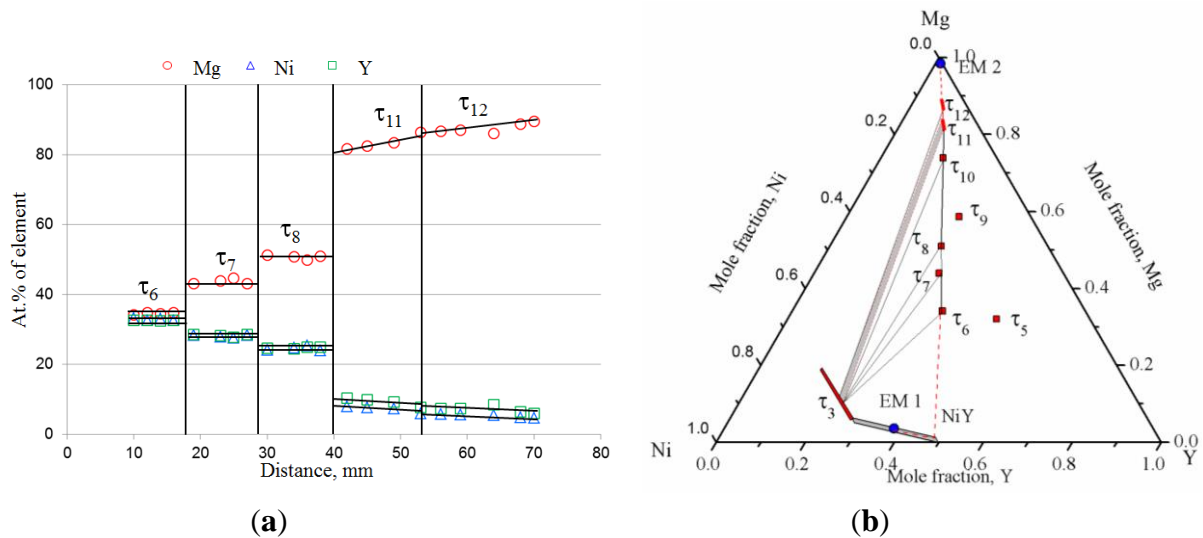 Mg Ni Y
At.% of element
100
80
60
40
20
0
τ6
τ7
τ8
τ11
τ12
0 10 20 30 40 50 60 70 80
Distance, mm
(a)
Mg
0.0
1.0
EM 2
τ12
0.2
0.8
τ11
τ10
0.4
0.6
τ9
Mole fraction, Ni
Mole fraction, Mg
τ8
0.6
0.4
τ7
τ6
τ5
0.8
0.2
τ3
EM 1
NiY
1.0
0.0
Ni
Y
0.0 0.2 0.4 0.6 0.8 1.0
Mole fraction, Y
(b)